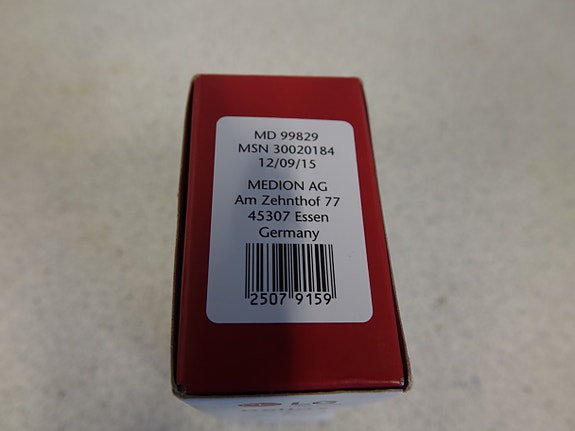 MD 99829
MSN 30020184
12/09/15
MEDION AG
Am Zehnthof 77
45307 Essen
Germany
2507 9159